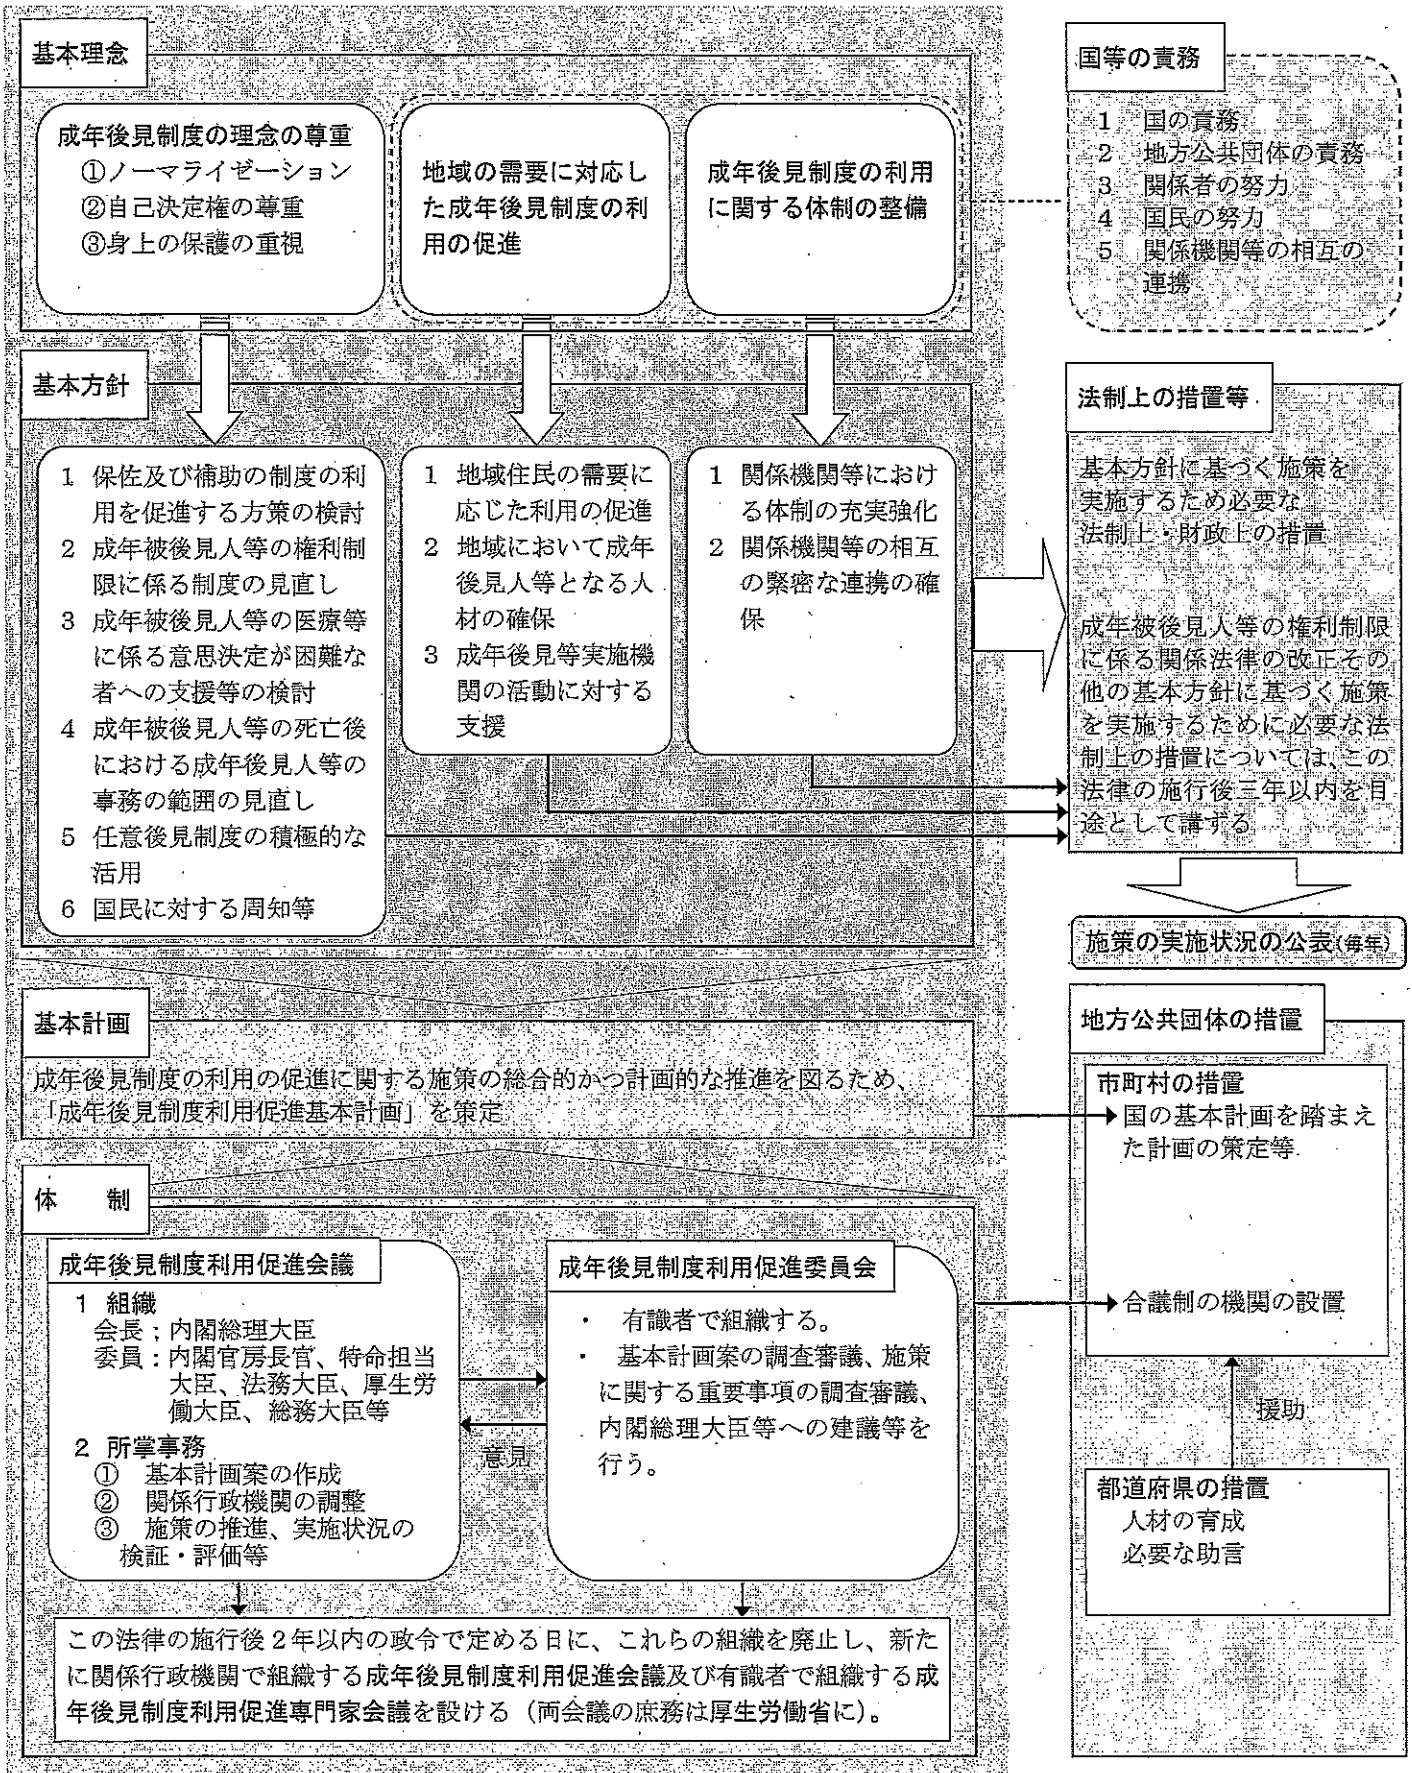 基本理念
成年後見制度の理念の尊重
①ノーマライゼーション
②自己決定権の尊重
③身上の保護の重視
地域の需要に対応し
た成年後見制度の利
用の促進
成年後見制度の利用
に関する体制の整備
国等の責務
1 国の責務
2 地方公共団体の責務
3 関係者の努力
4 国民の努力
5 関係機関等の相互の
連携
基本方針
1 保佐及び補助の制度の利
用を促進する方策の検討
2 成年被後見人等の権利制
限に係る制度の見直し
3 成年被後見人等の医療等
に係る意思決定が困難な
者への支援等の検討
4 成年被後見人等の死亡後
における成年後見人等の
事務の範囲の見直し
5 任意後見制度の積極的な
活用
6 国民に対する周知等
1 地域住民の需要に
応じた利用の促進
2 地域において成年
後見人等となる人
材の確保
3 成年後見等実施機
関の活動に対する
支援
1 関係機関等におけ
る体制の充実強化
2 関係機関等の相互
の緊密な連携の確
保
法制上の措置等
基本方針に基づく施策を
実施するため必要な
法制上・財政上の措置
成年被後見人等の権利制限
に係る関係法律の改正その
他の基本方針に基づく施策
を実施するために必要な法
制上の措置については、この
法律の施行後三年以内を目
途として講ずる
施策の実施状況の公表(毎年)
基本計画
成年後見制度の利用の促進に関する施策の総合的かつ計画的な推進を図るため、
「成年後見制度利用促進基本計画」を策定
体 制
成年後見制度利用促進会議
1 組織
会長：内閣総理大臣
委員：内閣官房長官、特命担当
大臣、法務大臣、厚生労
働大臣、総務大臣等
2 所掌事務
① 基本計画案の作成
② 関係行政機関の調整
③ 施策の推進、実施状況の
検証・評価等
意見
成年後見制度利用促進委員会
・ 有識者で組織する。
・ 基本計画案の調査審議、施策
に関する重要事項の調査審議、
内閣総理大臣等への建議等を
行う。
この法律の施行後２年以内の政令で定める日に、これらの組織を廃止し、新た
に関係行政機関で組織する成年後見制度利用促進会議及び有識者で組織する成
年後見制度利用促進専門家会議を設ける（両会議の庶務は厚生労働省に）。
地方公共団体の措置
市町村の措置
国の基本計画を踏まえ
た計画の策定等
合議制の機関の設置
援助
都道府県の措置
人材の育成
必要な助言